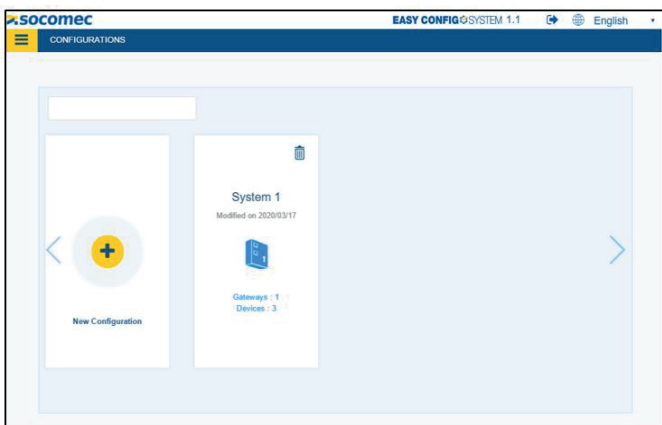 socomec
EASY CONFIG SYSTEM 1.1
English
CONFIGURATIONS
System 1
Modified on 2020/03/17
1
Gateways : 1
Devices : 3
New Configuration